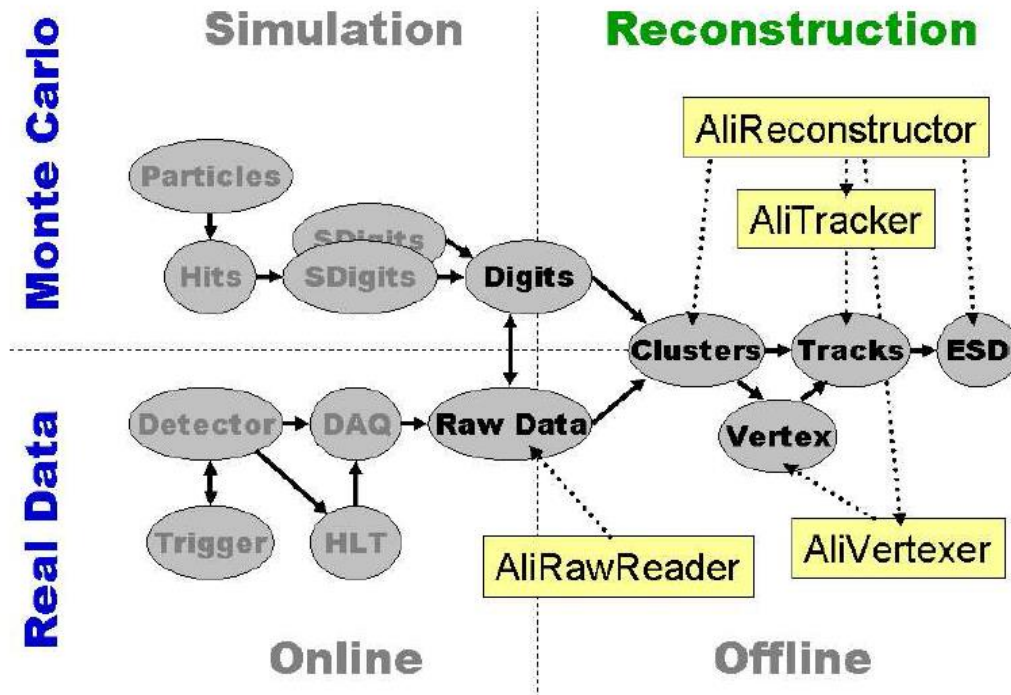 Simulation
Reconstruction
Monte Carlo
AliReconstructor
Particles
AliTracker
SDigits
Hits
SDigits
Digits
Clusters
Tracks
ESD
Real Data
Detector
DAQ
Raw Data
Vertex
Trigger
HLT
AliRawReader
AliVertexer
Online
Offline